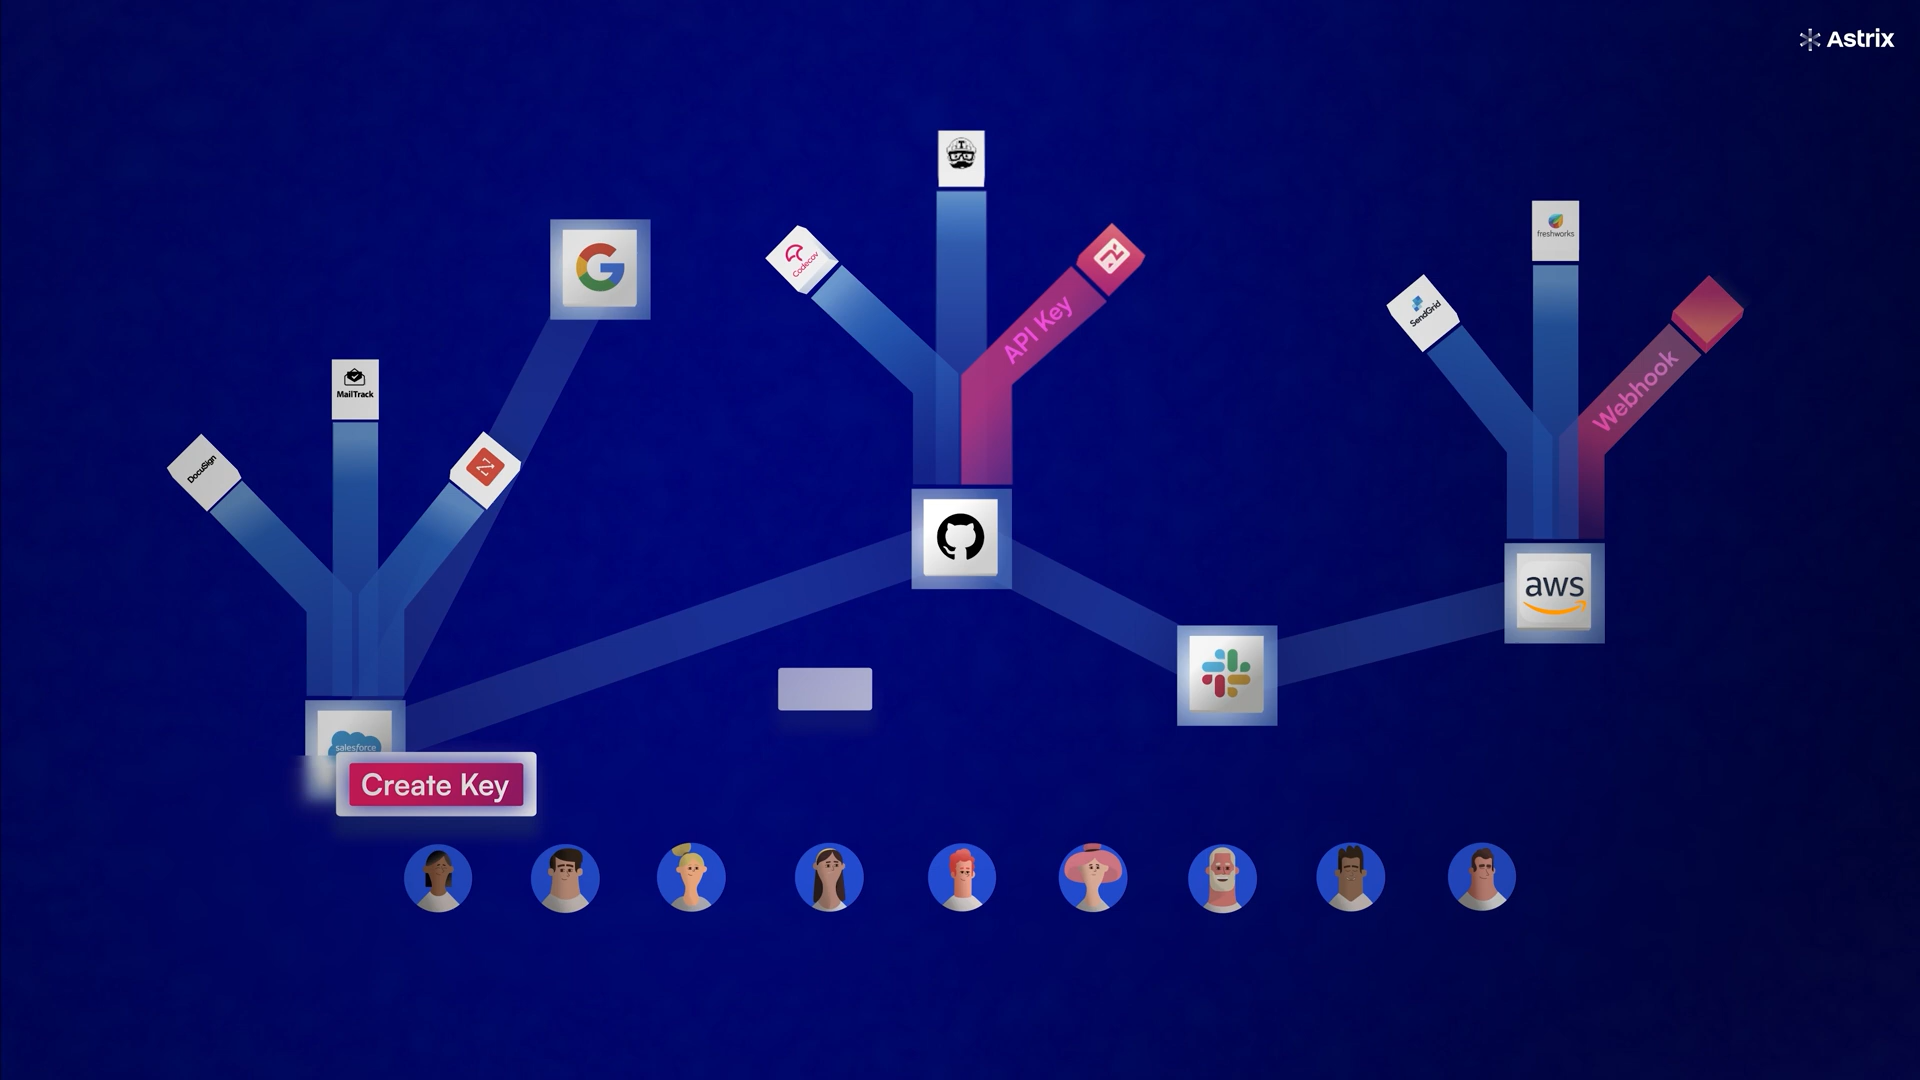 Astrix
freshworks
Codecov
SendGrid
API Key
MailTrack
Webhook
DocuSign
aws
salesforce
Create Key